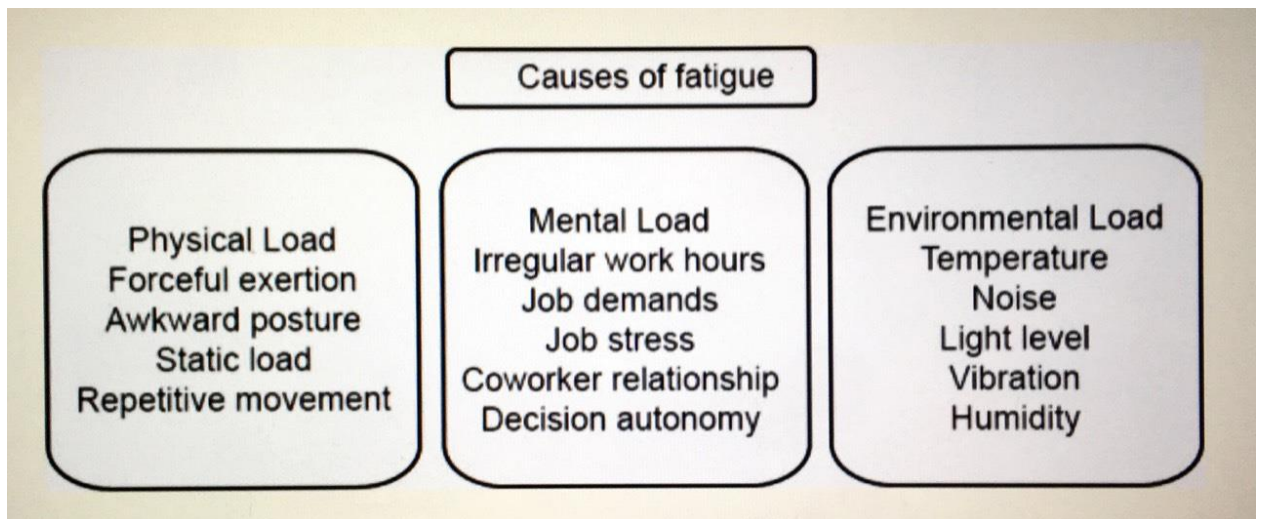 Causes of fatigue
Physical Load
Forceful exertion
Awkward posture
Static load
Repetitive movement
Mental Load
Irregular work hours
Job demands
Job stress
Coworker relationship
Decision autonomy
Environmental Load
Temperature
Noise
Light level
Vibration
Humidity